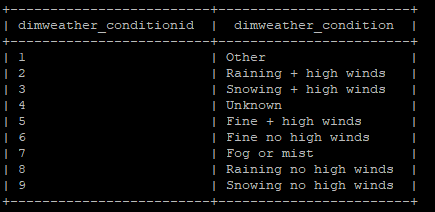 dimweather_conditionid | dimweather_condition
1 | Other
2 | Raining + high winds
3 | Snowing + high winds
4 | Unknown
5 | Fine + high winds
6 | Fine no high winds
7 | Fog or mist
8 | Raining no high winds
9 | Snowing no high winds